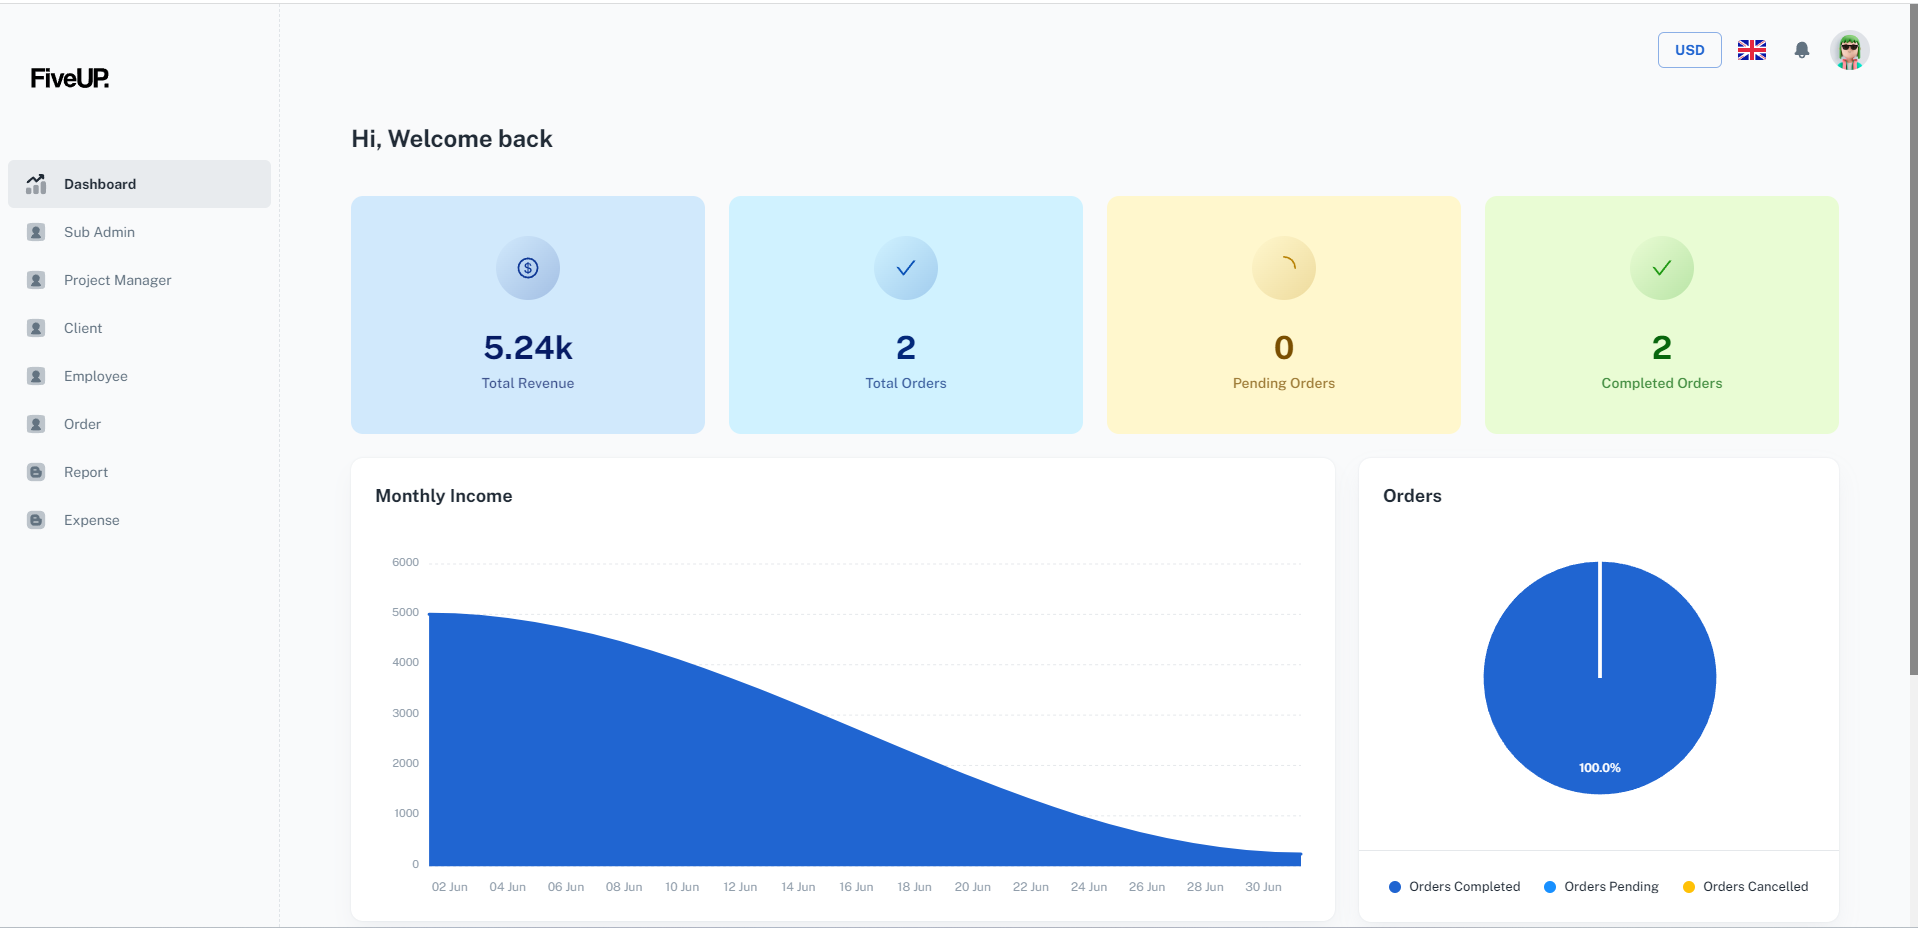 FiveUP.
USD
Hi, Welcome back
Dashboard
Sub Admin
Project Manager
Client
Employee
Order
Report
Expense
$
5.24k
Total Revenue
2
Total Orders
0
Pending Orders
2
Completed Orders
Monthly Income
6000
5000
4000
3000
2000
1000
0
02 Jun 04 Jun 06 Jun 08 Jun 10 Jun 12 Jun 14 Jun 16 Jun 18 Jun 20 Jun 22 Jun 24 Jun 26 Jun 28 Jun 30 Jun
Orders
100.0%
Orders Completed Orders Pending Orders Cancelled